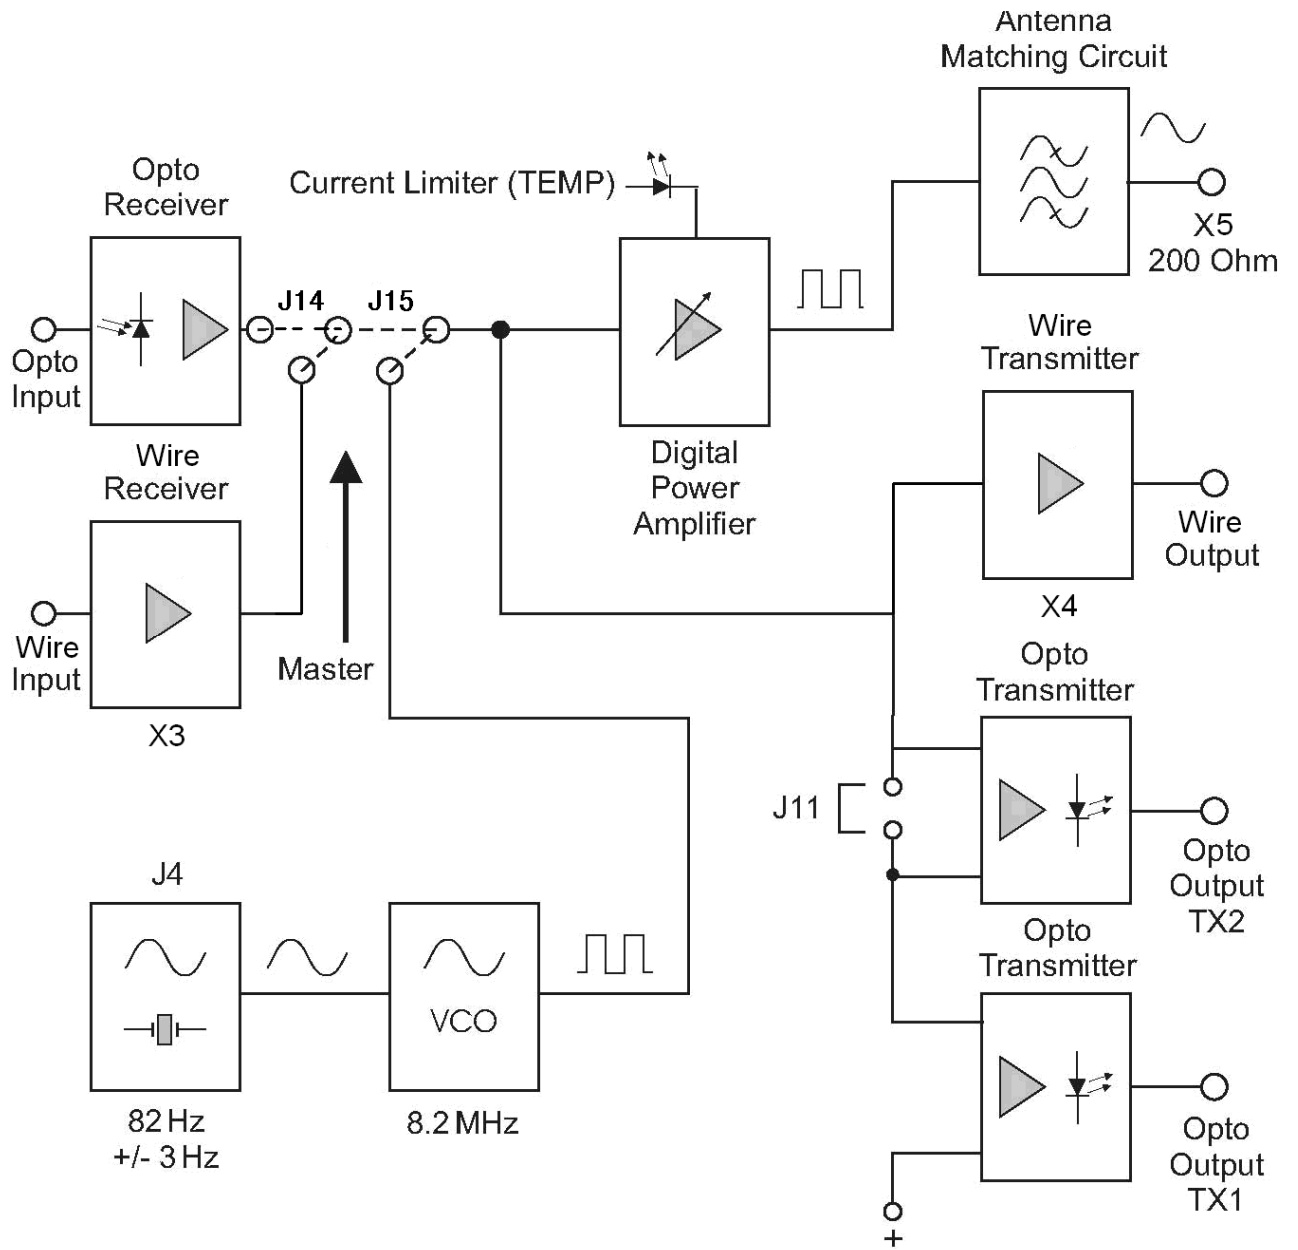 Antenna
Matching Circuit
Opto
Receiver
Current Limiter (TEMP)
X5
200 Ohm
J14
J15
Opto
Input
Wire
Transmitter
Wire
Receiver
Digital
Power
Amplifier
Wire
Output
X4
Wire
Input
Master
X3
Opto
Transmitter
J11
Opto
Output
TX2
J4
Opto
Transmitter
VCO
82 Hz
+/- 3 Hz
8.2 MHz
Opto
Output
TX1
+